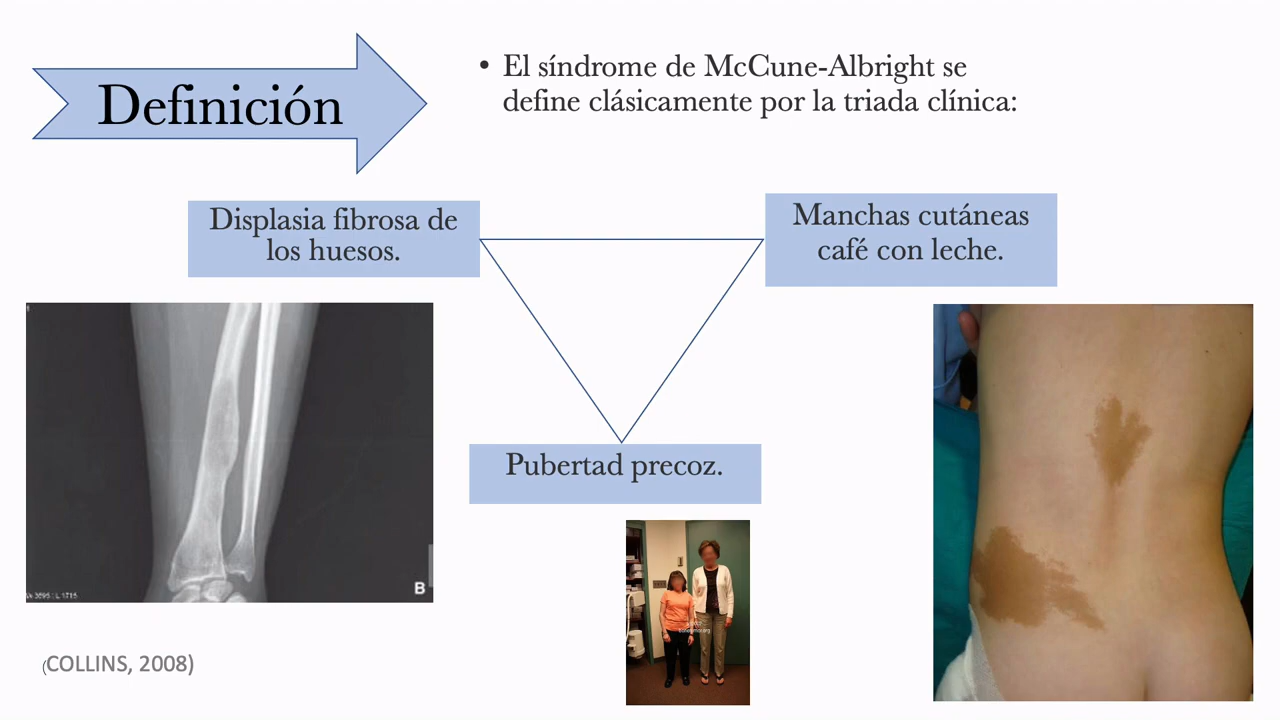 Definición
• El síndrome de McCune-Albright se
define clásicamente por la triada clínica:
Displasia fibrosa de
los huesos.
Manchas cutáneas
café con leche.
Pubertad precoz.
B
(COLLINS, 2008)